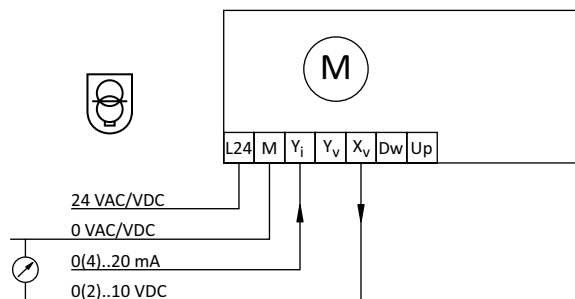 M
L24 M Yi Yv Xv Dw Up
24 VAC/VDC
0 VAC/VDC
0(4)..20 mA
0(2)..10 VDC